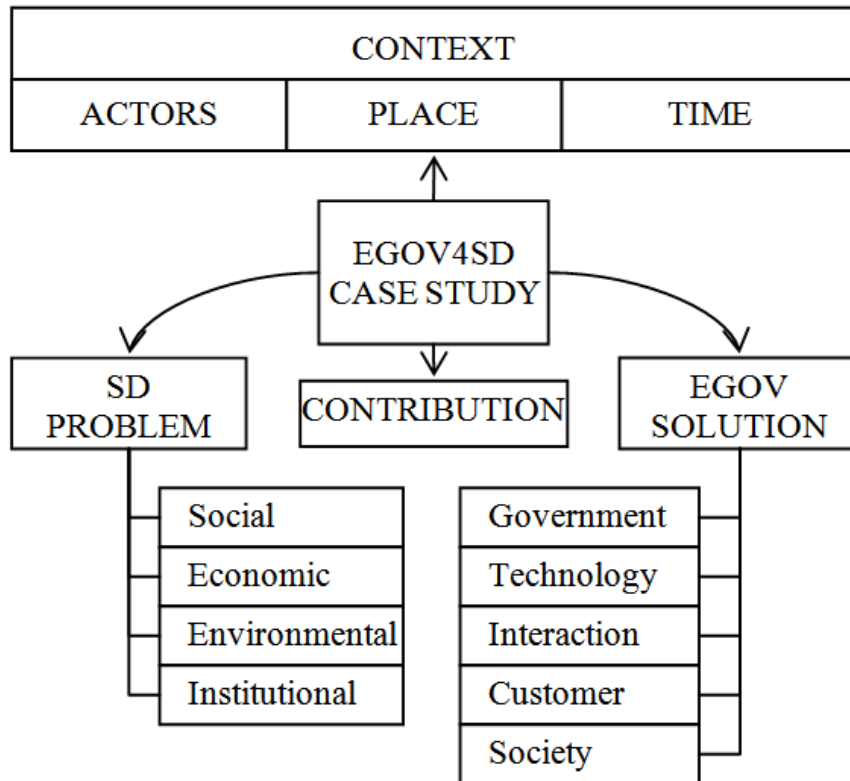 CONTEXT
ACTORS
PLACE
TIME
EGOV4SD
CASE STUDY
SD
PROBLEM
CONTRIBUTION
EGOV
SOLUTION
Social
Economic
Environmental
Institutional
Government
Technology
Interaction
Customer
Society